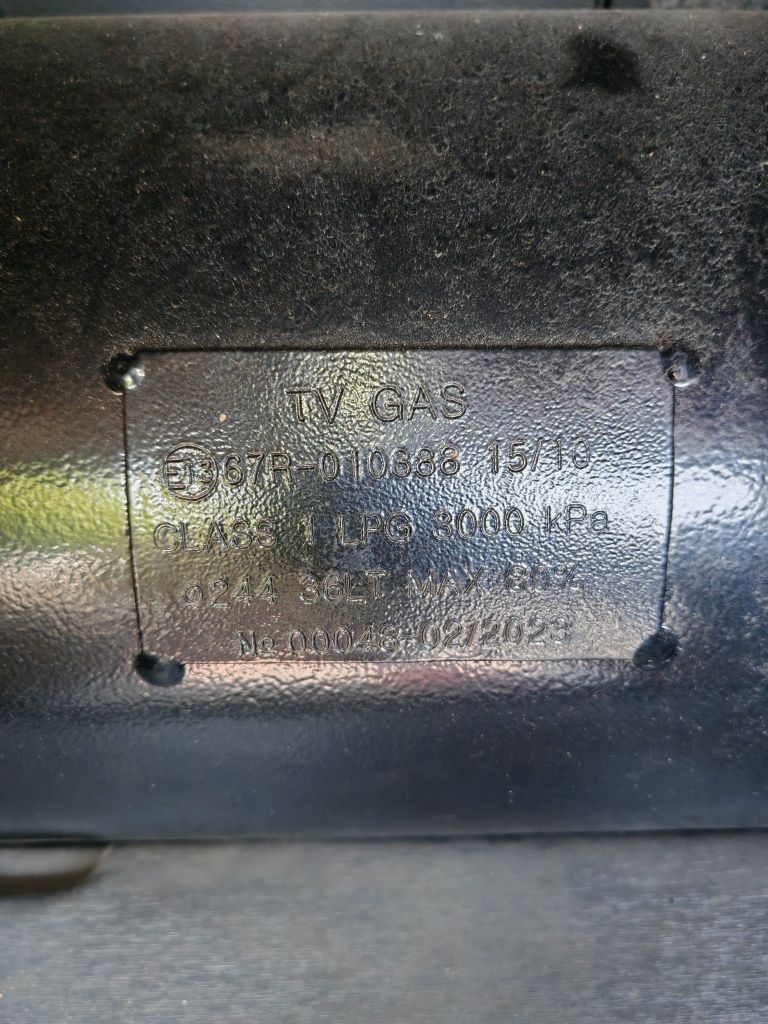 TV GAS
E13 67R-010888 15/10
CLASS 1 LPG 3000 kPa
ø244 36LT MAX 80%
№ 00048 02/2023